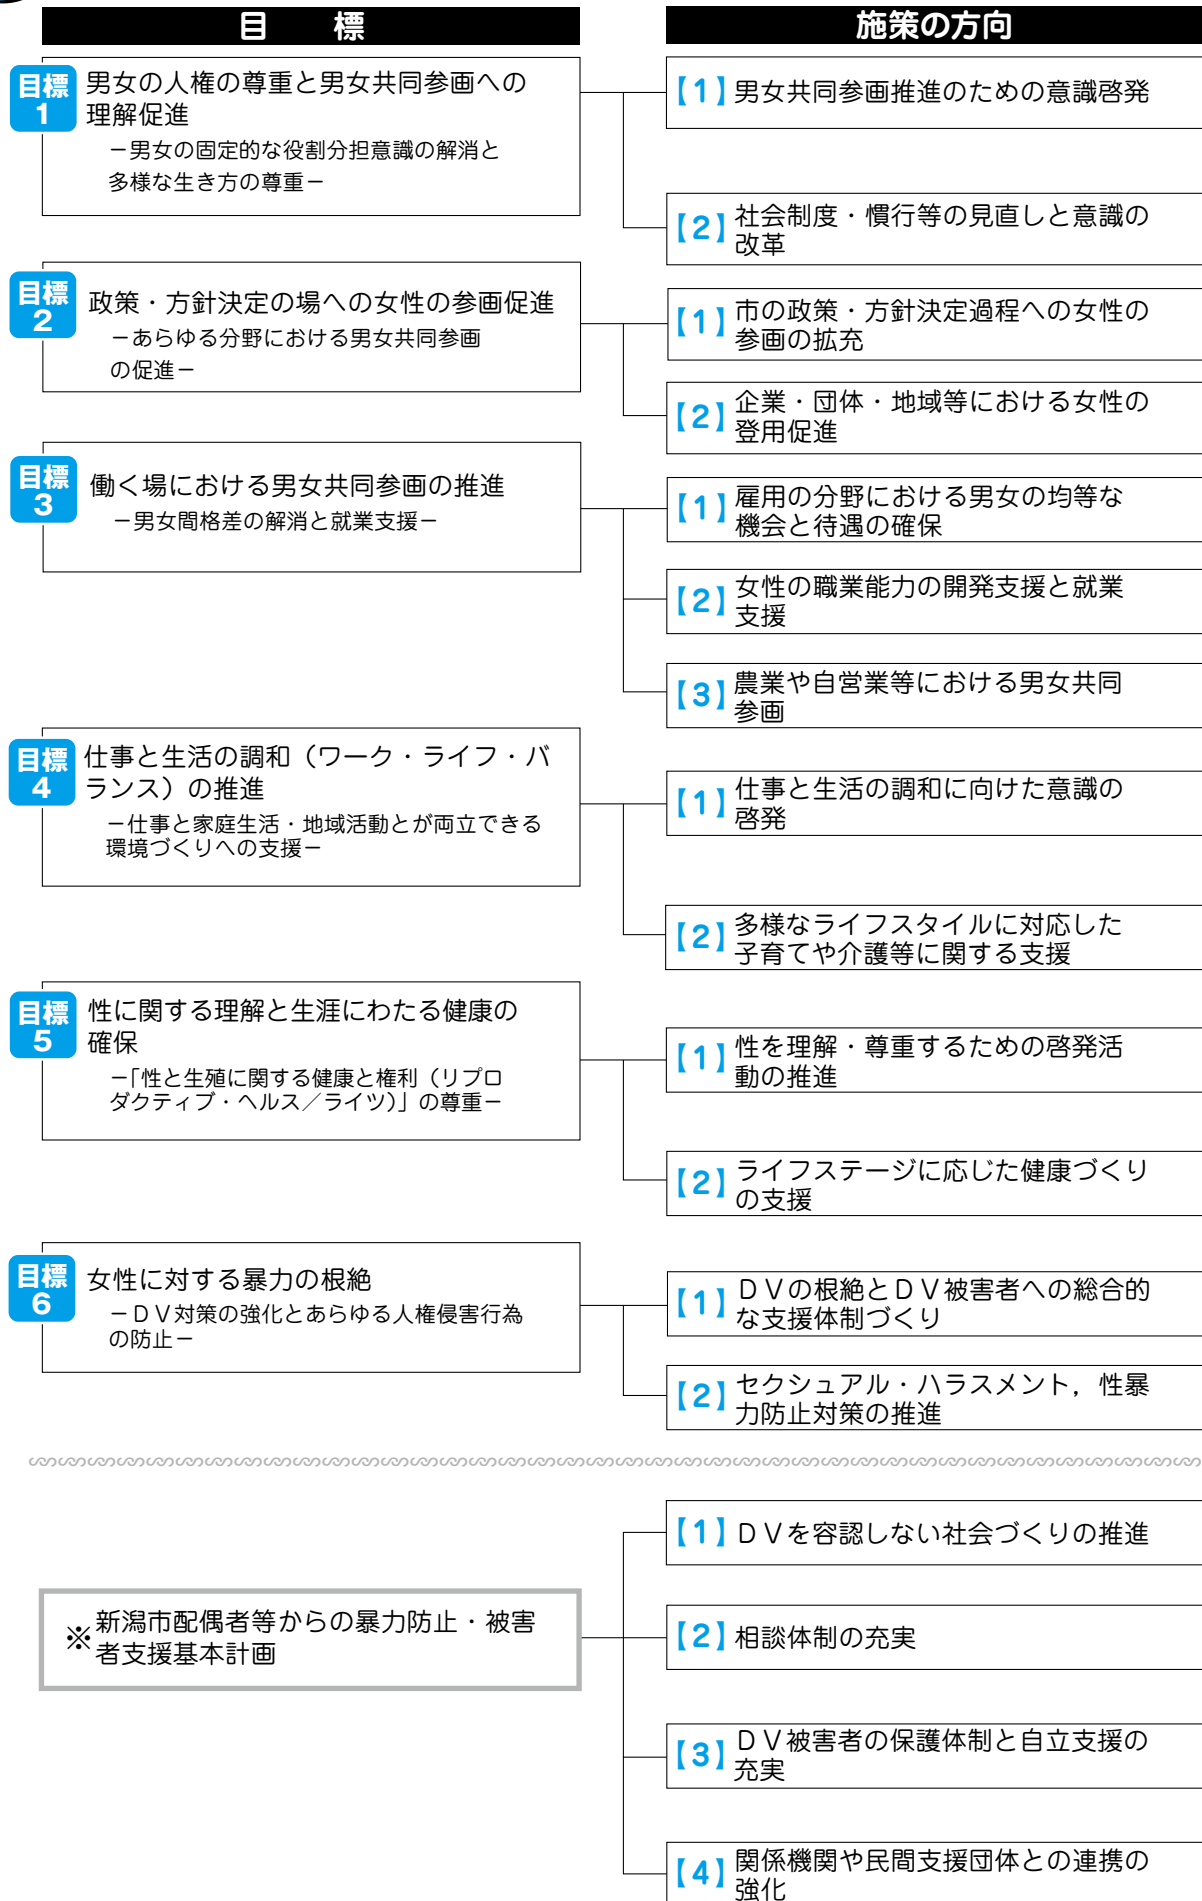 目　標
施策の方向
目標
1
男女の人権の尊重と男女共同参画への
理解促進
－男女の固定的な役割分担意識の解消と
多様な生き方の尊重－
【1】男女共同参画推進のための意識啓発
【2】社会制度・慣行等の見直しと意識の
改革
目標
2
政策・方針決定の場への女性の参画促進
－あらゆる分野における男女共同参画
の促進－
【1】市の政策・方針決定過程への女性の
参画の拡充
【2】企業・団体・地域等における女性の
登用促進
目標
3
働く場における男女共同参画の推進
－男女間格差の解消と就業支援－
【1】雇用の分野における男女の均等な
機会と待遇の確保
【2】女性の職業能力の開発支援と就業
支援
【3】農業や自営業等における男女共同
参画
目標
4
仕事と生活の調和（ワーク・ライフ・バ
ランス）の推進
－仕事と家庭生活・地域活動とが両立できる
環境づくりへの支援－
【1】仕事と生活の調和に向けた意識の
啓発
【2】多様なライフスタイルに対応した
子育てや介護等に関する支援
目標
5
性に関する理解と生涯にわたる健康の
確保
－「性と生殖に関する健康と権利（リプロ
ダクティブ・ヘルス／ライツ）」の尊重－
【1】性を理解・尊重するための啓発活
動の推進
【2】ライフステージに応じた健康づくり
の支援
目標
6
女性に対する暴力の根絶
－ＤＶ対策の強化とあらゆる人権侵害行為
の防止－
【1】ＤＶの根絶とＤＶ被害者への総合的
な支援体制づくり
【2】セクシュアル・ハラスメント，性暴
力防止対策の推進
※新潟市配偶者等からの暴力防止・被害
者支援基本計画
【1】ＤＶを容認しない社会づくりの推進
【2】相談体制の充実
【3】ＤＶ被害者の保護体制と自立支援の
充実
【4】関係機関や民間支援団体との連携の
強化